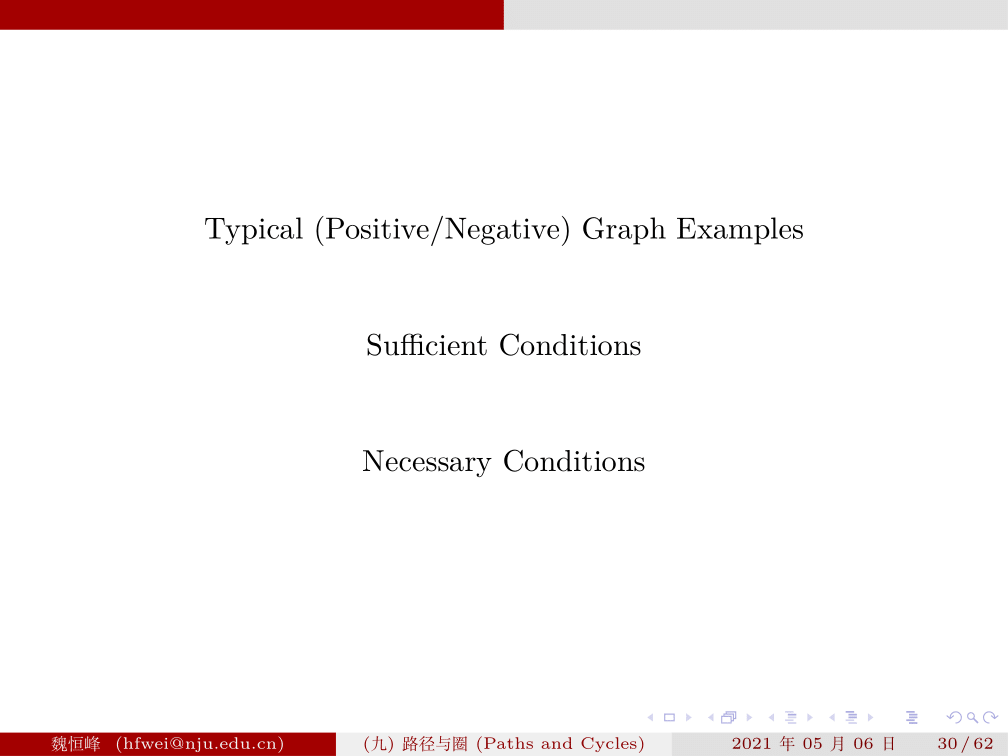 Typical (Positive/Negative) Graph Examples
Sufficient Conditions
Necessary Conditions
魏恒峰 (hfwei@nju.edu.cn) (九) 路径与圈 (Paths and Cycles) 2021 年 05 月 06 日 30 / 62